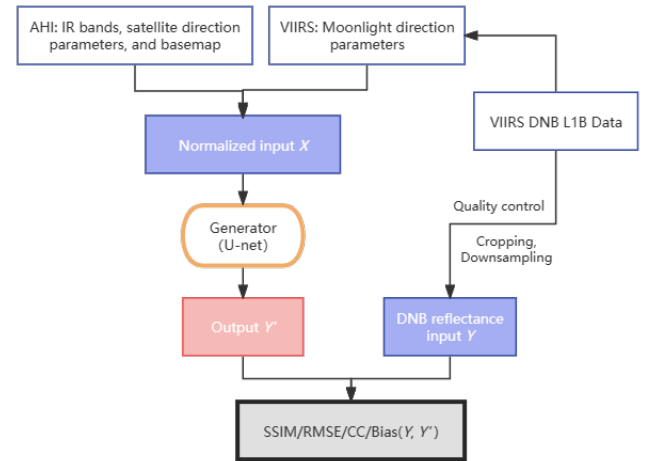 AHI: IR bands, satellite direction
parameters, and basemap
VIIRS: Moonlight direction
parameters
VIIRS DNB L1B Data
Normalized input X
Quality control
Generator
(U-net)
Cropping,
Downsampling
Output Y'
DNB reflectance
input Y
SSIM/RMSE/CC/Bias(Y, Y')